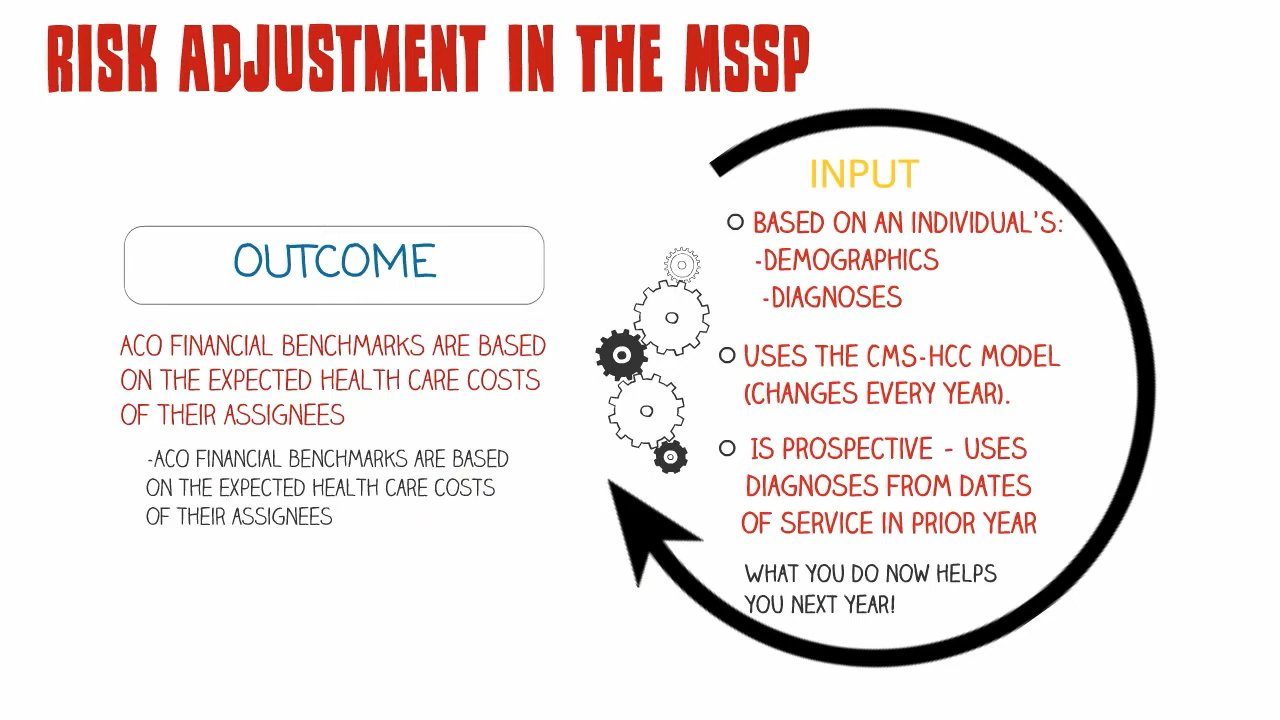 RISK ADJUSTMENT IN THE MSSP
OUTCOME
ACO FINANCIAL BENCHMARKS ARE BASED
ON THE EXPECTED HEALTH CARE COSTS
OF THEIR ASSIGNEES
-ACO FINANCIAL BENCHMARKS ARE BASED
ON THE EXPECTED HEALTH CARE COSTS
OF THEIR ASSIGNEES
INPUT
BASED ON AN INDIVIDUAL'S:
-DEMOGRAPHICS
-DIAGNOSES
USES THE CMS-HCC MODEL
(CHANGES EVERY YEAR).
IS PROSPECTIVE - USES
DIAGNOSES FROM DATES
OF SERVICE IN PRIOR YEAR
WHAT YOU DO NOW HELPS
YOU NEXT YEAR!